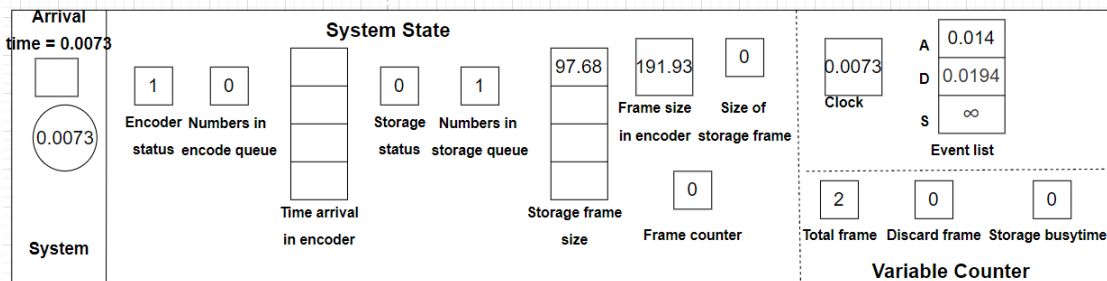 Arrival
time = 0.0073
0.0073
System
System State
1
0
Encoder
status
Numbers in
encode queue
Time arrival
in encoder
0
1
Storage
status
Numbers in
storage queue
97.68
Storage frame
size
191.93
0
Frame size
in encoder
Size of
storage frame
0
Frame counter
0.0073
Clock
A
0.014
D
0.0194
S
∞
Event list
2
0
0
Total frame
Discard frame
Storage busytime
Variable Counter